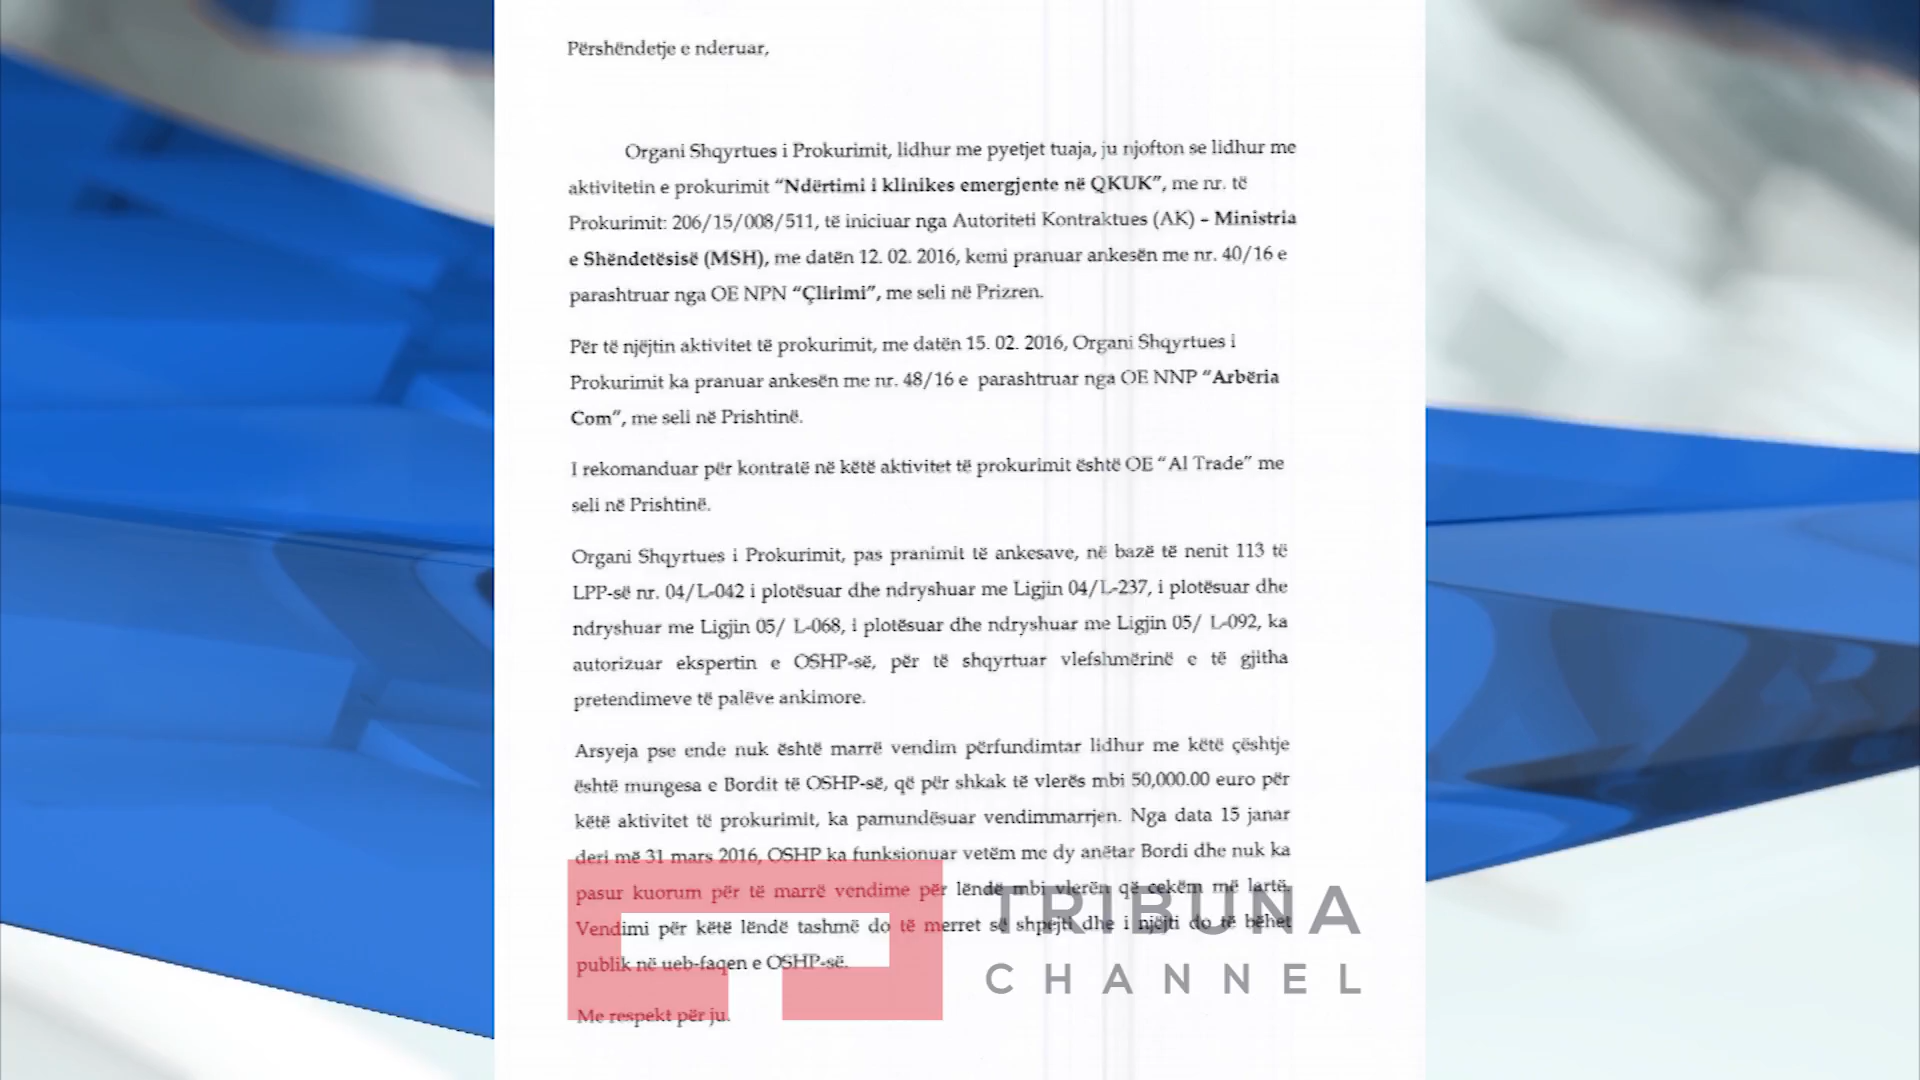 Përshëndetje e nderuar,
Organi Shqyrtues i Prokurimit, lidhur me pyetjet tuaja, ju njofton se lidhur me
aktivitetin e prokurimit “Ndërtimi i klinikes emergjente në QKUK”, me nr. të
Prokurimit: 206/15/008/511, të iniciuar nga Autoriteti Kontraktues (AK) – Ministria
e Shëndetësisë (MSH), me datën 12. 02. 2016, kemi pranuar ankesën me nr. 40/16 e
parashtruar nga OE NPN “Çlirimi”, me seli në Prizren.
Për të njëjtin aktivitet të prokurimit, me datën 15. 02. 2016, Organi Shqyrtues i
Prokurimit ka pranuar ankesën me nr. 48/16 e parashtruar nga OE NNP “Arbëria
Com”, me seli në Prishtinë.
I rekomanduar për kontratë në këtë aktivitet të prokurimit është OE “Al Trade” me
seli në Prishtinë.
Organi Shqyrtues i Prokurimit, pas pranimit të ankesave, në bazë të nenit 113 të
LPP-së nr. 04/L-042 i plotësuar dhe ndryshuar me Ligjin 04/L-237, i plotësuar dhe
ndryshuar me Ligjin 05/ L-068, i plotësuar dhe ndryshuar me Ligjin 05/ L-092, ka
autorizuar ekspertin e OSHP-së, për të shqyrtuar vlefshmërinë e të gjitha
pretendimeve të palëve ankimore.
Arsyeja pse ende nuk është marrë vendim përfundimtar lidhur me këtë çështje
është mungesa e Bordit të OSHP-së, që për shkak të vlerës mbi 50,000.00 euro për
këtë aktivitet të prokurimit, ka pamundësuar vendimmarrjen. Nga data 15 janar
deri më 31 mars 2016, OSHP ka funksionuar vetëm me dy anëtar Bordi dhe nuk ka
pasur kuorum për të marrë vendime për lëndë mbi vlerën që cekëm më lartë.
Vendimi për këtë lëndë tashmë do të merret së shpejti dhe i njëjti do të bëhet
publik në ueb-faqen e OSHP-së.
Me respekt për ju.
TRIBUNA
CHANNEL